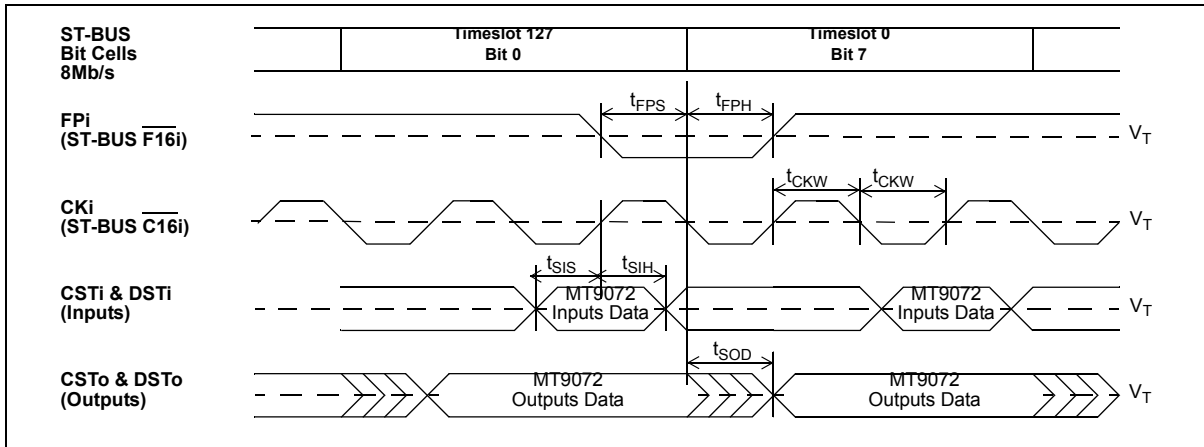 ST-BUS
Bit Cells
8Mb/s
Timeslot 127
Bit 0
Timeslot 0
Bit 7
FPi
(ST-BUS F16i)
tFPS
tFPH
VT
CKi
(ST-BUS C16i)
tCKW
tCKW
VT
CSTi & DSTi
(Inputs)
tSIS
tSIH
MT9072
Inputs Data
MT9072
Inputs Data
VT
CSTo & DSTo
(Outputs)
tSOD
MT9072
Outputs Data
MT9072
Outputs Data
VT